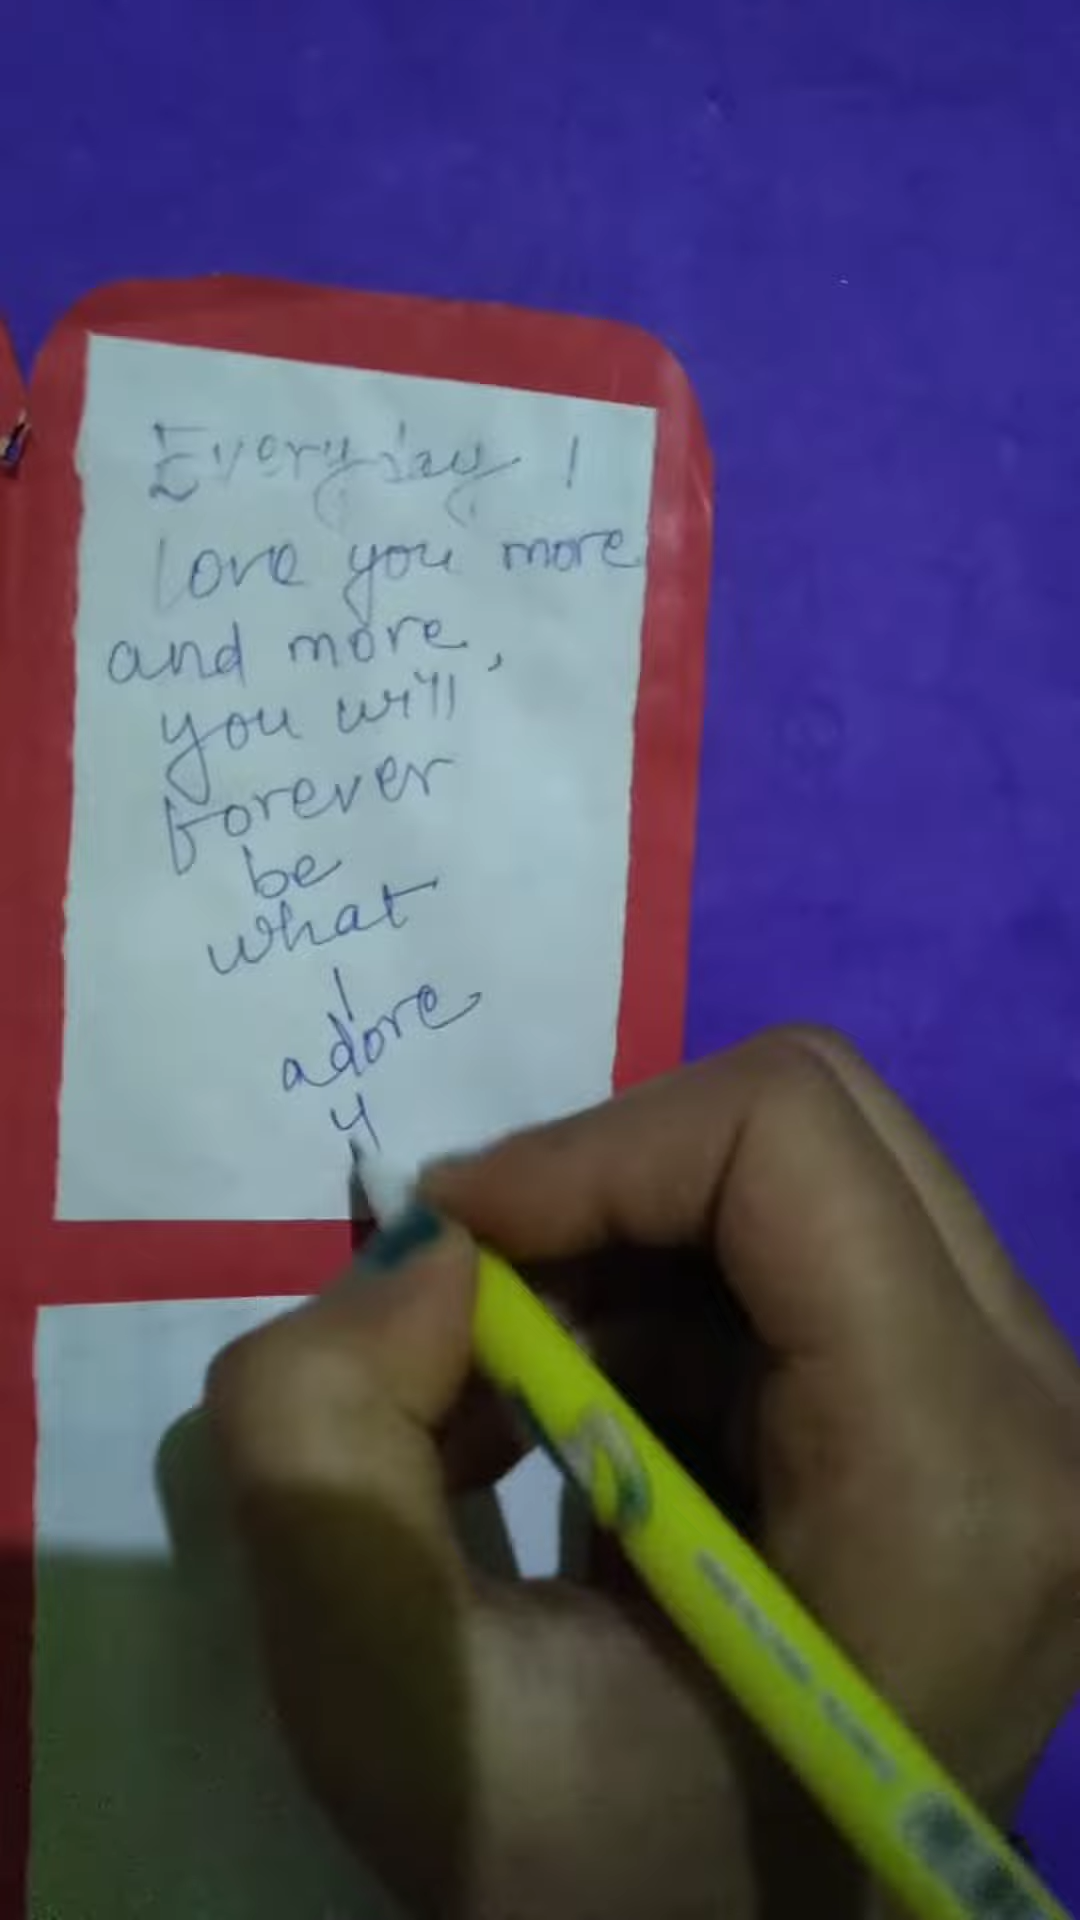 Everyday I
love you more
and more,
you will
forever
be
what
I
adore
y